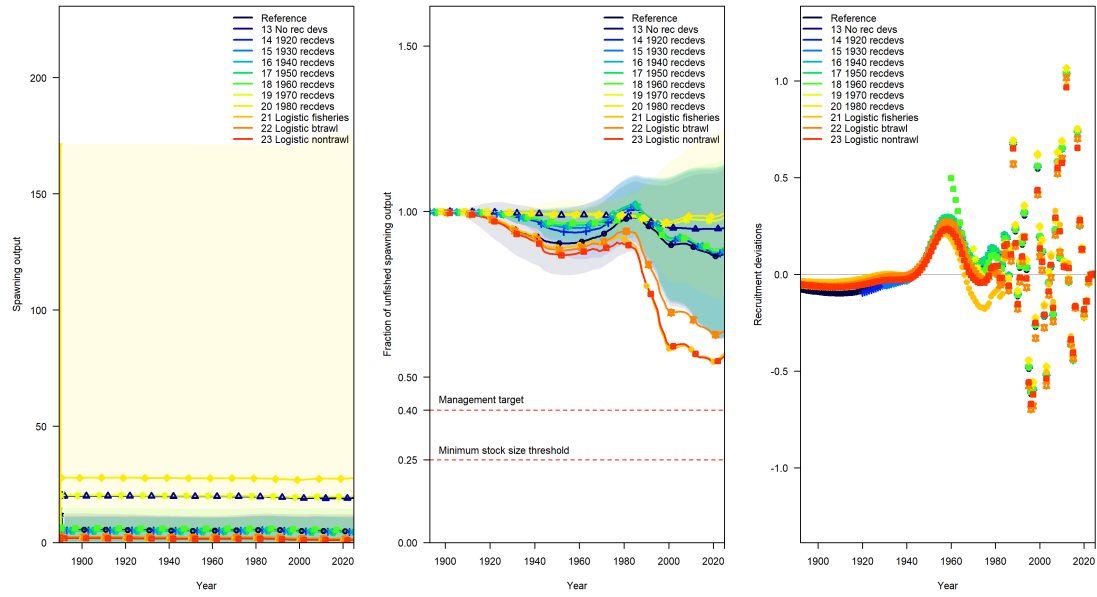 Reference
13 No rec devs
14 1920 recdevs
15 1930 recdevs
16 1940 recdevs
17 1950 recdevs
18 1960 recdevs
19 1970 recdevs
20 1980 recdevs
21 Logistic fisheries
22 Logistic btrawl
23 Logistic nontrawl
200
150
100
50
0
Spawning output
1900 1920 1940 1960 1980 2000 2020
Year
Reference
13 No rec devs
14 1920 recdevs
15 1930 recdevs
16 1940 recdevs
17 1950 recdevs
18 1960 recdevs
19 1970 recdevs
20 1980 recdevs
21 Logistic fisheries
22 Logistic btrawl
23 Logistic nontrawl
1.50
1.00
0.50
0.40
0.25
0.00
Fraction of unfished spawning output
Management target
Minimum stock size threshold
1900 1920 1940 1960 1980 2000 2020
Year
Reference
13 No rec devs
14 1920 recdevs
15 1930 recdevs
16 1940 recdevs
17 1950 recdevs
18 1960 recdevs
19 1970 recdevs
20 1980 recdevs
21 Logistic fisheries
22 Logistic btrawl
23 Logistic nontrawl
1.0
0.5
0.0
-0.5
-1.0
Recruitment deviations
1900 1920 1940 1960 1980 2000 2020
Year